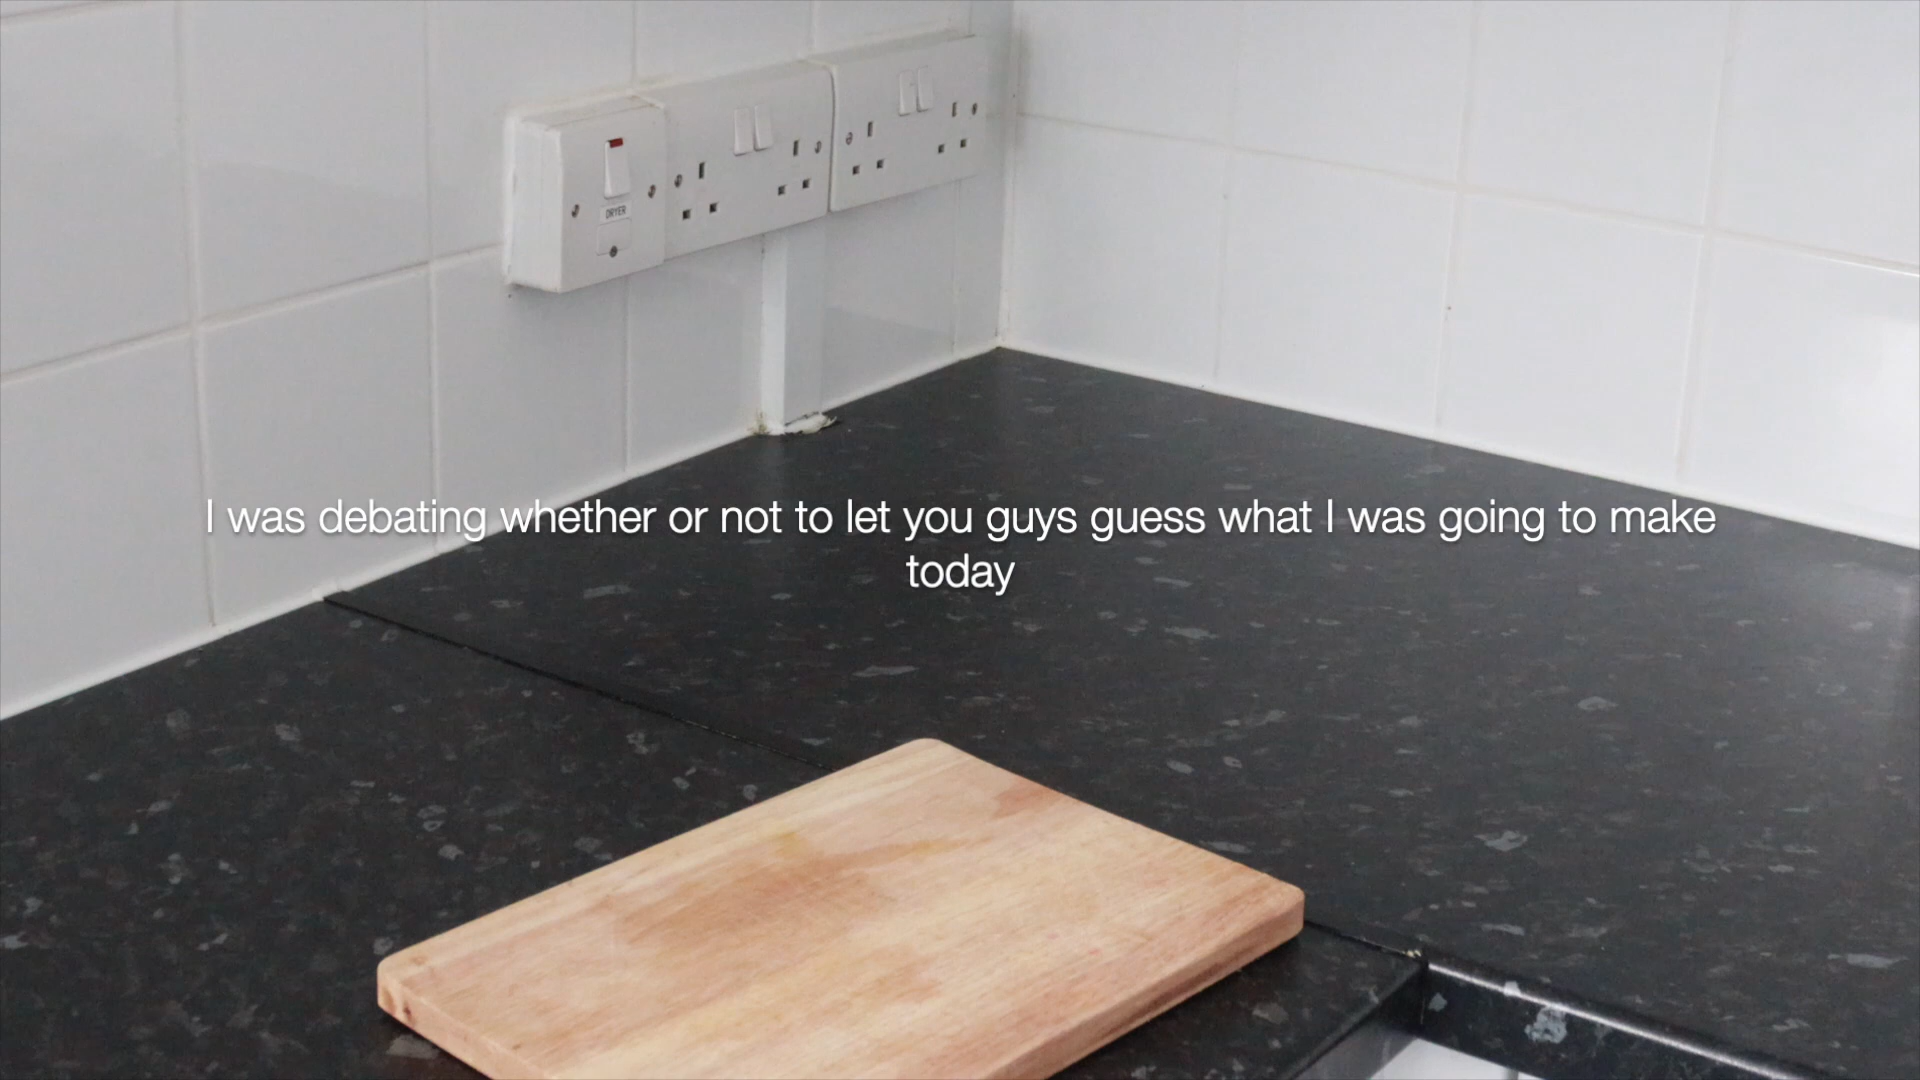 DRYER
I was debating whether or not to let you guys guess what I was going to make
today